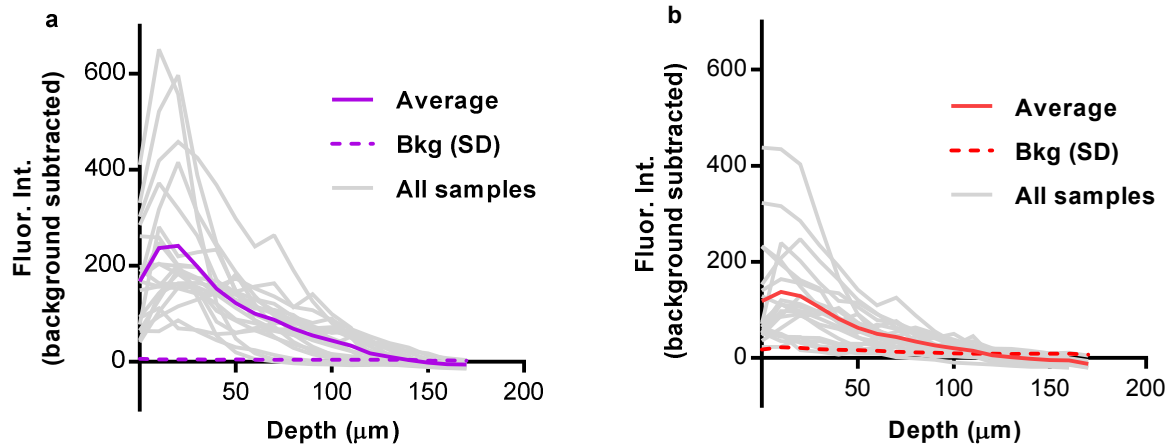 a
Fluor. Int.
(background subtracted)
600
400
200
0
50
100
150
200
Depth (μm)
Average
Bkg (SD)
All samples
b
Fluor. Int.
(background subtracted)
600
400
200
0
50
100
150
200
Depth (μm)
Average
Bkg (SD)
All samples